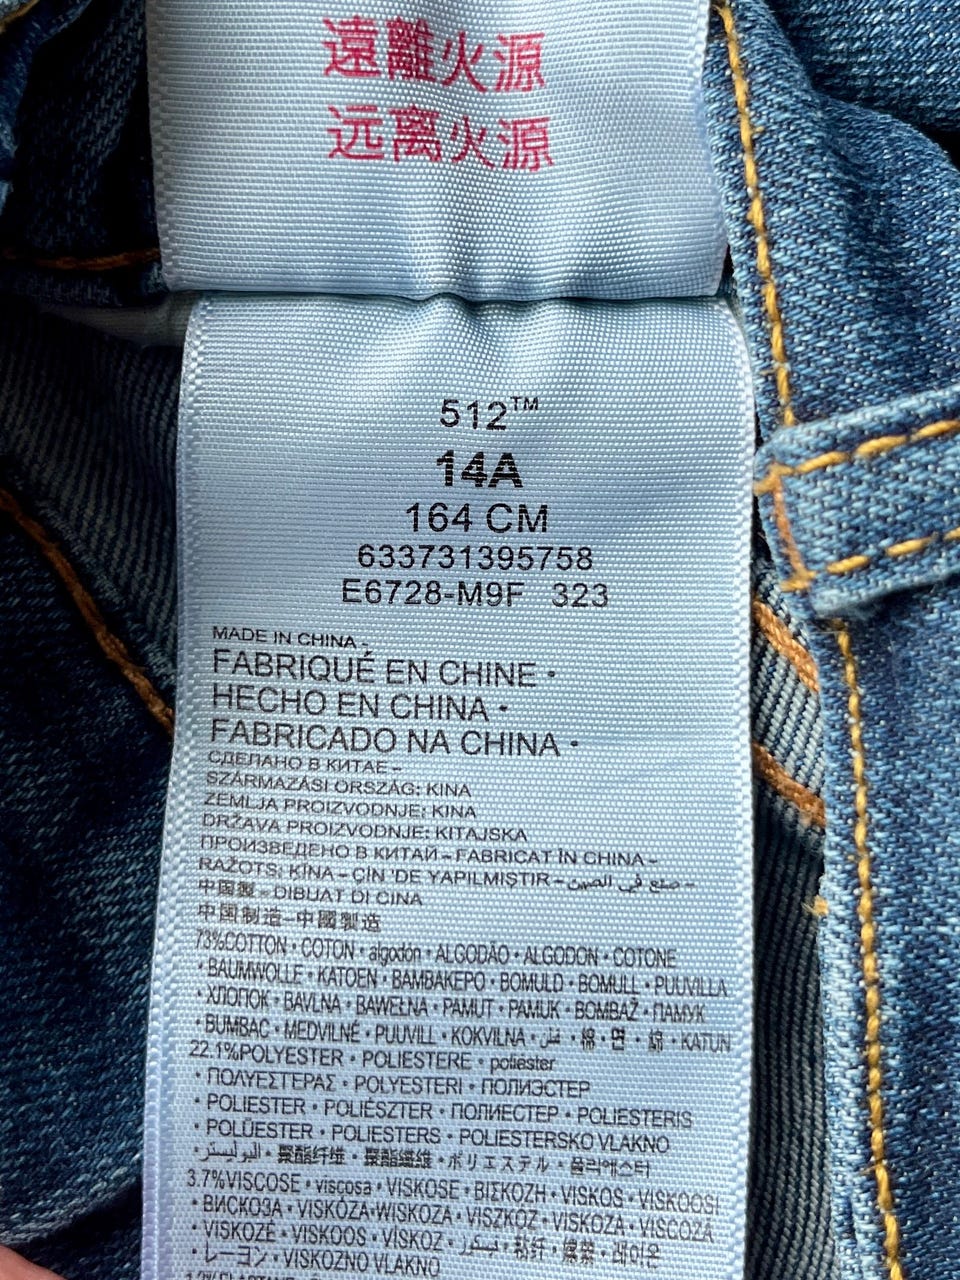 遠離火源
远离火源
512™
14A
164 CM
633731395758
E6728-M9F 323
MADE IN CHINA -
FABRIQUÉ EN CHINE •
HECHO EN CHINA •
FABRICADO NA CHINA •
СДЕЛАНО В КИТАЕ –
SZÁRMAZÁSI ORSZÁG: KINA
ZEMLJA PROIZVODNJE: KINA
DRŽAVA PROIZVODNJE: KITAJSKA
ПРОИЗВЕДЕНО В КИТАЙ – FABRICAT ÎN CHINA –
RAŽOTS: ĶĪNA – ÇİN 'DE YAPILMIŞTIR – صنع في الصين –
中国製 – DIBUAT DI CINA
中国制造–中國製造
73%COTTON • COTON • algodón • ALGODÃO • ALGODON • COTONE
• BAUMWOLLE • KATOEN • ΒΑΜΒΑΚΕΡΟ • BOMULD • BOMULL • PUUVILLA
• ХЛОПОК • BAVLNA • BAWEŁNA • PAMUT • PAMUK • BOMBAŽ • ПАМУК
• BUMBAC • MEDVILNĖ • PUUVILL • KOKVILNA • قطن • 棉 • 면 • 綿 • KATUN
22.1%POLYESTER • POLIESTERE • poliéster
• ΠΟΛΥΕΣΤΕΡΑΣ • POLYESTERI • ПОЛИЭСТЕР
• POLIESTER • POLIÉSZTER • ПОЛИЕСТЕР • POLIESTERIS
• POLÜESTER • POLIESTERS • POLIESTERSKO VLAKNO
• البوليستر • 聚酯纤维 • 聚酯纖維 • ポリエステル • 폴리에스터
3.7%VISCOSE • viscosa • VISKOSE • ΒΙΣΚΟΖΗ • VISKOS • VISKOOSI
• ВИСКОЗА • VISKÓZA•WISKOZA • VISZKÓZ • VISKOZA • VISCOZĂ
• VISKOZĖ • VISKOOS • VISKOZ • فسكوز • 粘纤 • 嫘縈 • 레이온
• レーヨン • VISKOZNO VLAKNO